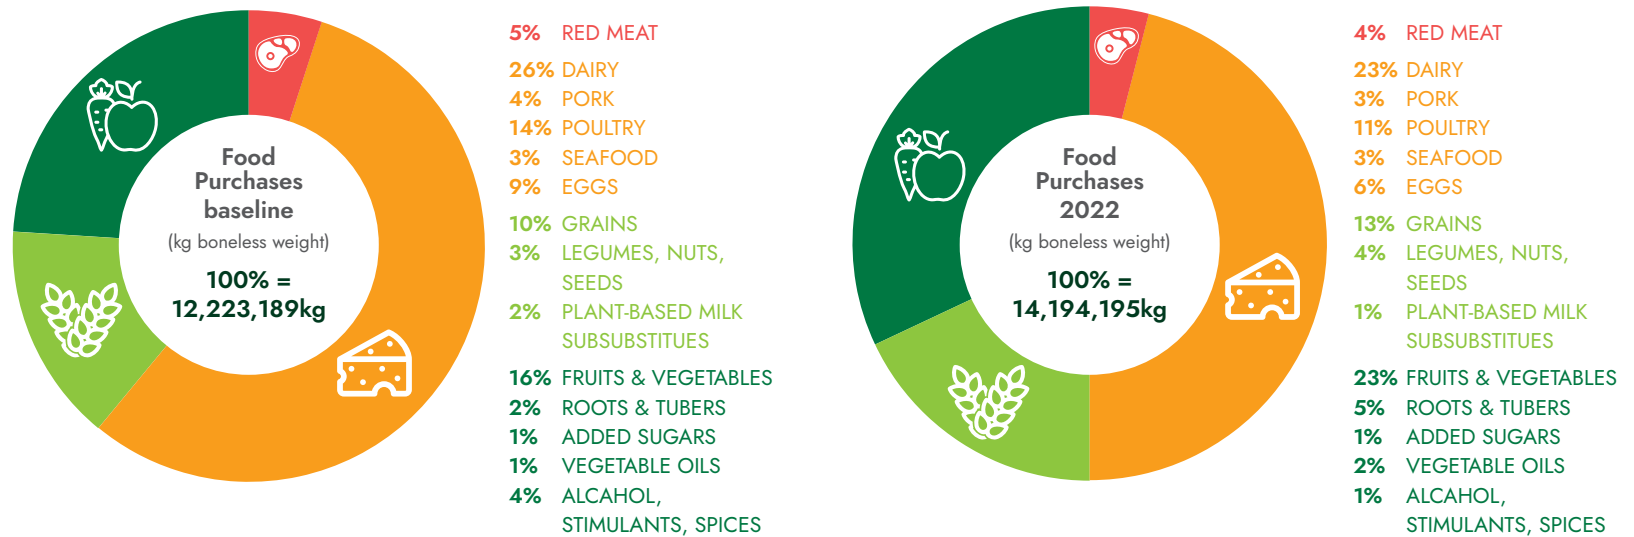 Food
Purchases
baseline
(kg boneless weight)
100% =
12,223,189kg
5% RED MEAT
26% DAIRY
4% PORK
14% POULTRY
3% SEAFOOD
9% EGGS
10% GRAINS
3% LEGUMES, NUTS,
SEEDS
2% PLANT-BASED MILK
SUBSUBSTITUES
16% FRUITS & VEGETABLES
2% ROOTS & TUBERS
1% ADDED SUGARS
1% VEGETABLE OILS
4% ALCAHOL,
STIMULANTS, SPICES
Food
Purchases
2022
(kg boneless weight)
100% =
14,194,195kg
4% RED MEAT
23% DAIRY
3% PORK
11% POULTRY
3% SEAFOOD
6% EGGS
13% GRAINS
4% LEGUMES, NUTS,
SEEDS
1% PLANT-BASED MILK
SUBSUBSTITUES
23% FRUITS & VEGETABLES
5% ROOTS & TUBERS
1% ADDED SUGARS
2% VEGETABLE OILS
1% ALCAHOL,
STIMULANTS, SPICES